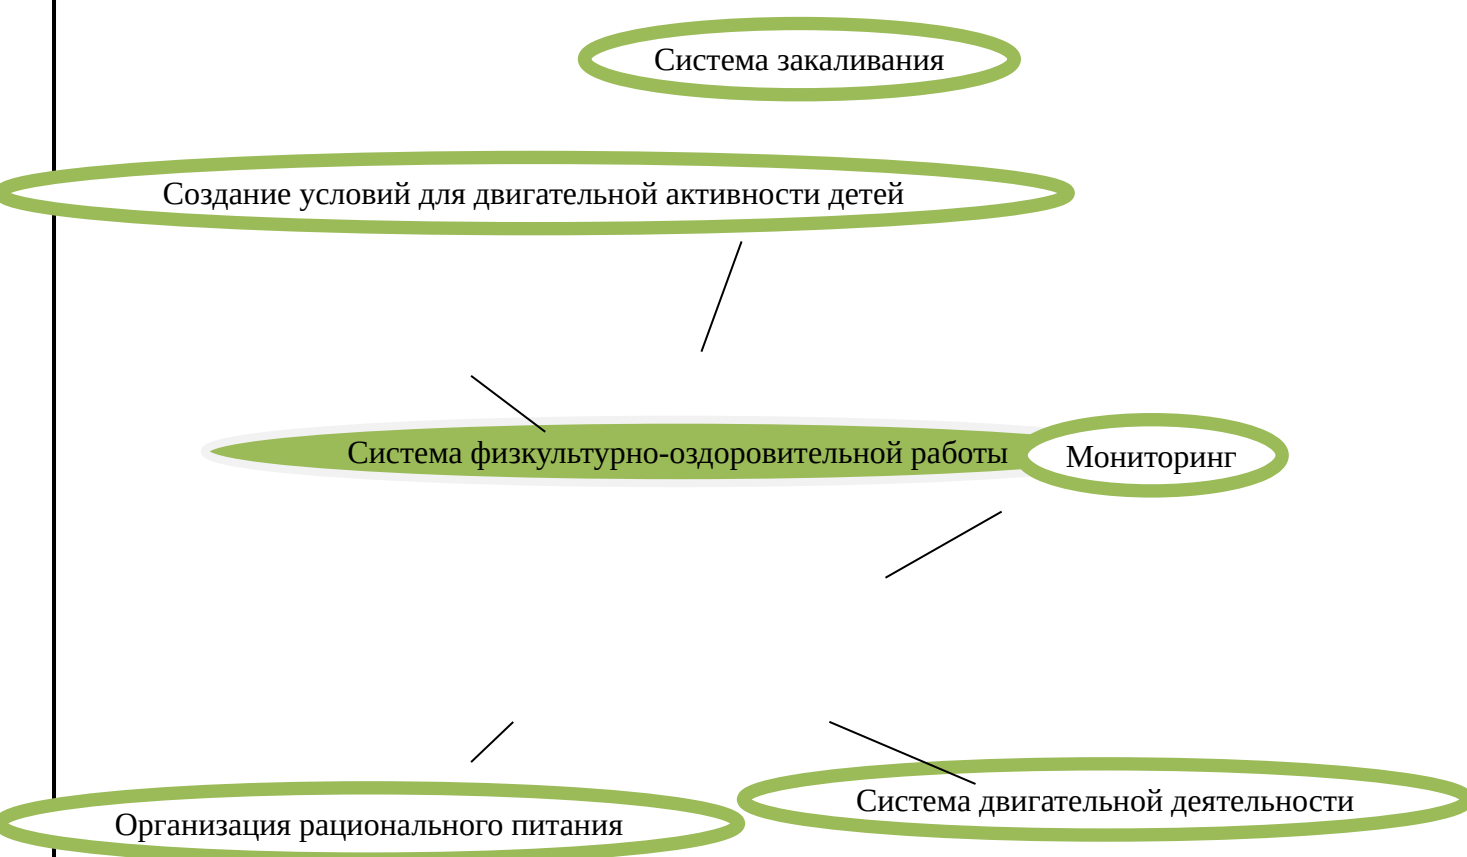 Система закаливания
Создание условий для двигательной активности детей
Система физкультурно-оздоровительной работы
Мониторинг
Система двигательной деятельности
Организация рационального питания